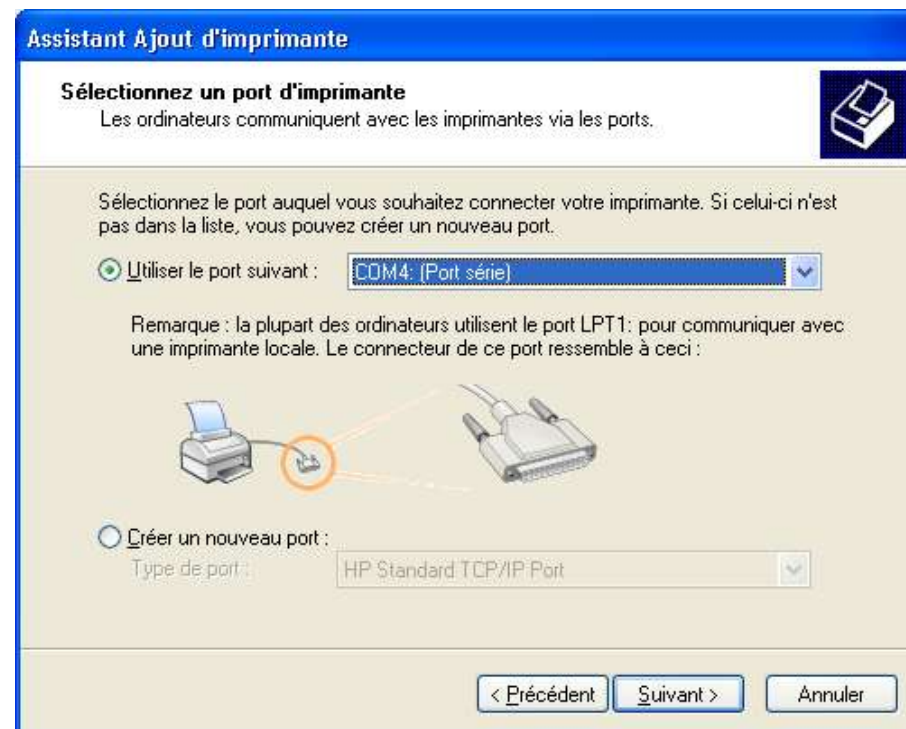 Assistant Ajout d'imprimante
Sélectionnez un port d'imprimante
Les ordinateurs communiquent avec les imprimantes via les ports.
Sélectionnez le port auquel vous souhaitez connecter votre imprimante. Si celui-ci n'est
pas dans la liste, vous pouvez créer un nouveau port.
Utiliser le port suivant : COM4: (Port série)
Remarque : la plupart des ordinateurs utilisent le port LPT1: pour communiquer avec
une imprimante locale. Le connecteur de ce port ressemble à ceci :
Créer un nouveau port :
Type de port : HP Standard TCP/IP Port
< Précédent Suivant > Annuler